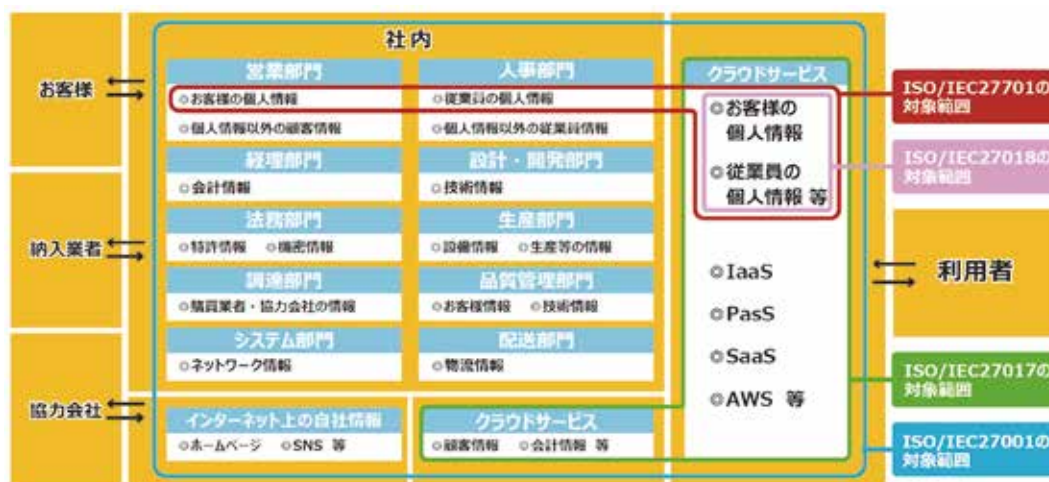 社内
お客様
納入業者
協力会社
営業部門
◎お客様の個人情報
◎個人情報以外の顧客情報
人事部門
◎従業員の個人情報
◎個人情報以外の従業員情報
経理部門
◎会計情報
設計・開発部門
◎技術情報
法務部門
◎特許情報 ◎機密情報
生産部門
◎設備情報 ◎生産等の情報
調達部門
◎購買業者・協力会社の情報
品質管理部門
◎お客様情報 ◎技術情報
システム部門
◎ネットワーク情報
配送部門
◎物流情報
インターネット上の自社情報
◎ホームページ ◎SNS 等
クラウドサービス
◎顧客情報 ◎会計情報 等
クラウドサービス
◎お客様の
個人情報
◎従業員の
個人情報 等
◎IaaS
◎PasS
◎SaaS
◎AWS 等
ISO/IEC27701の
対象範囲
ISO/IEC27018の
対象範囲
利用者
ISO/IEC27017の
対象範囲
ISO/IEC27001の
対象範囲